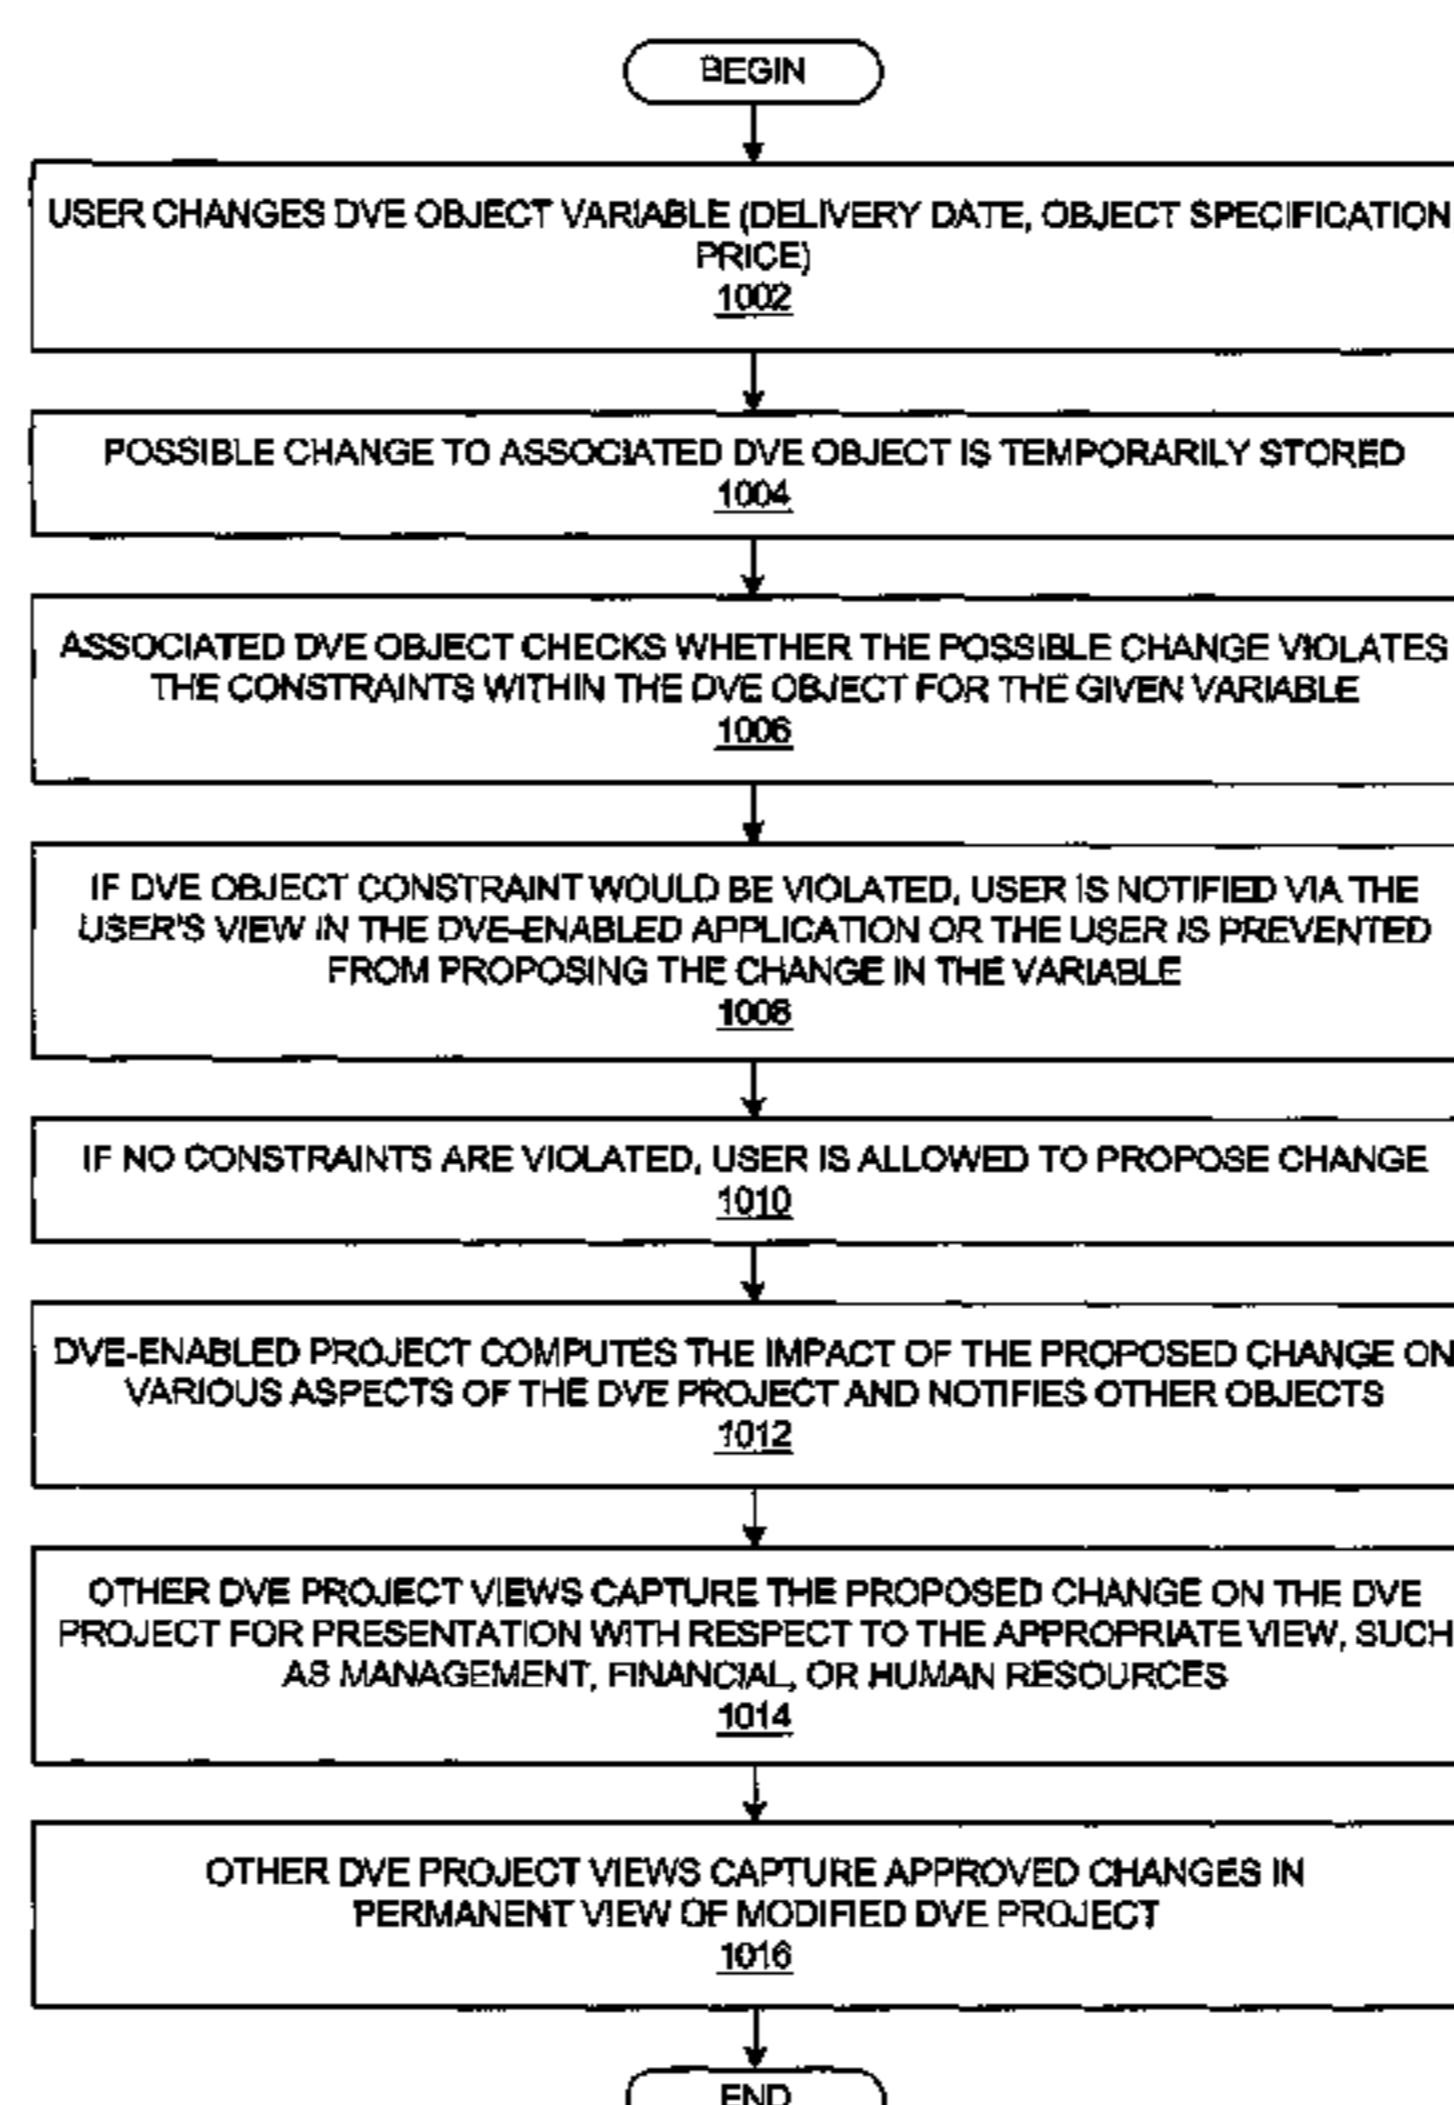 BEGIN
USER CHANGES DVE OBJECT VARIABLE (DELIVERY DATE, OBJECT SPECIFICATION
PRICE)
1002
POSSIBLE CHANGE TO ASSOCIATED DVE OBJECT IS TEMPORARILY STORED
1004
ASSOCIATED DVE OBJECT CHECKS WHETHER THE POSSIBLE CHANGE VIOLATES
THE CONSTRAINTS WITHIN THE DVE OBJECT FOR THE GIVEN VARIABLE
1006
IF DVE OBJECT CONSTRAINT WOULD BE VIOLATED, USER IS NOTIFIED VIA THE
USER'S VIEW IN THE DVE-ENABLED APPLICATION OR THE USER IS PREVENTED
FROM PROPOSING THE CHANGE IN THE VARIABLE
1008
IF NO CONSTRAINTS ARE VIOLATED, USER IS ALLOWED TO PROPOSE CHANGE
1010
DVE-ENABLED PROJECT COMPUTES THE IMPACT OF THE PROPOSED CHANGE ON
VARIOUS ASPECTS OF THE DVE PROJECT AND NOTIFIES OTHER OBJECTS
1012
OTHER DVE PROJECT VIEWS CAPTURE THE PROPOSED CHANGE ON THE DVE
PROJECT FOR PRESENTATION WITH RESPECT TO THE APPROPRIATE VIEW, SUCH
AS MANAGEMENT, FINANCIAL, OR HUMAN RESOURCES
1014
OTHER DVE PROJECT VIEWS CAPTURE APPROVED CHANGES IN
PERMANENT VIEW OF MODIFIED DVE PROJECT
1016
END